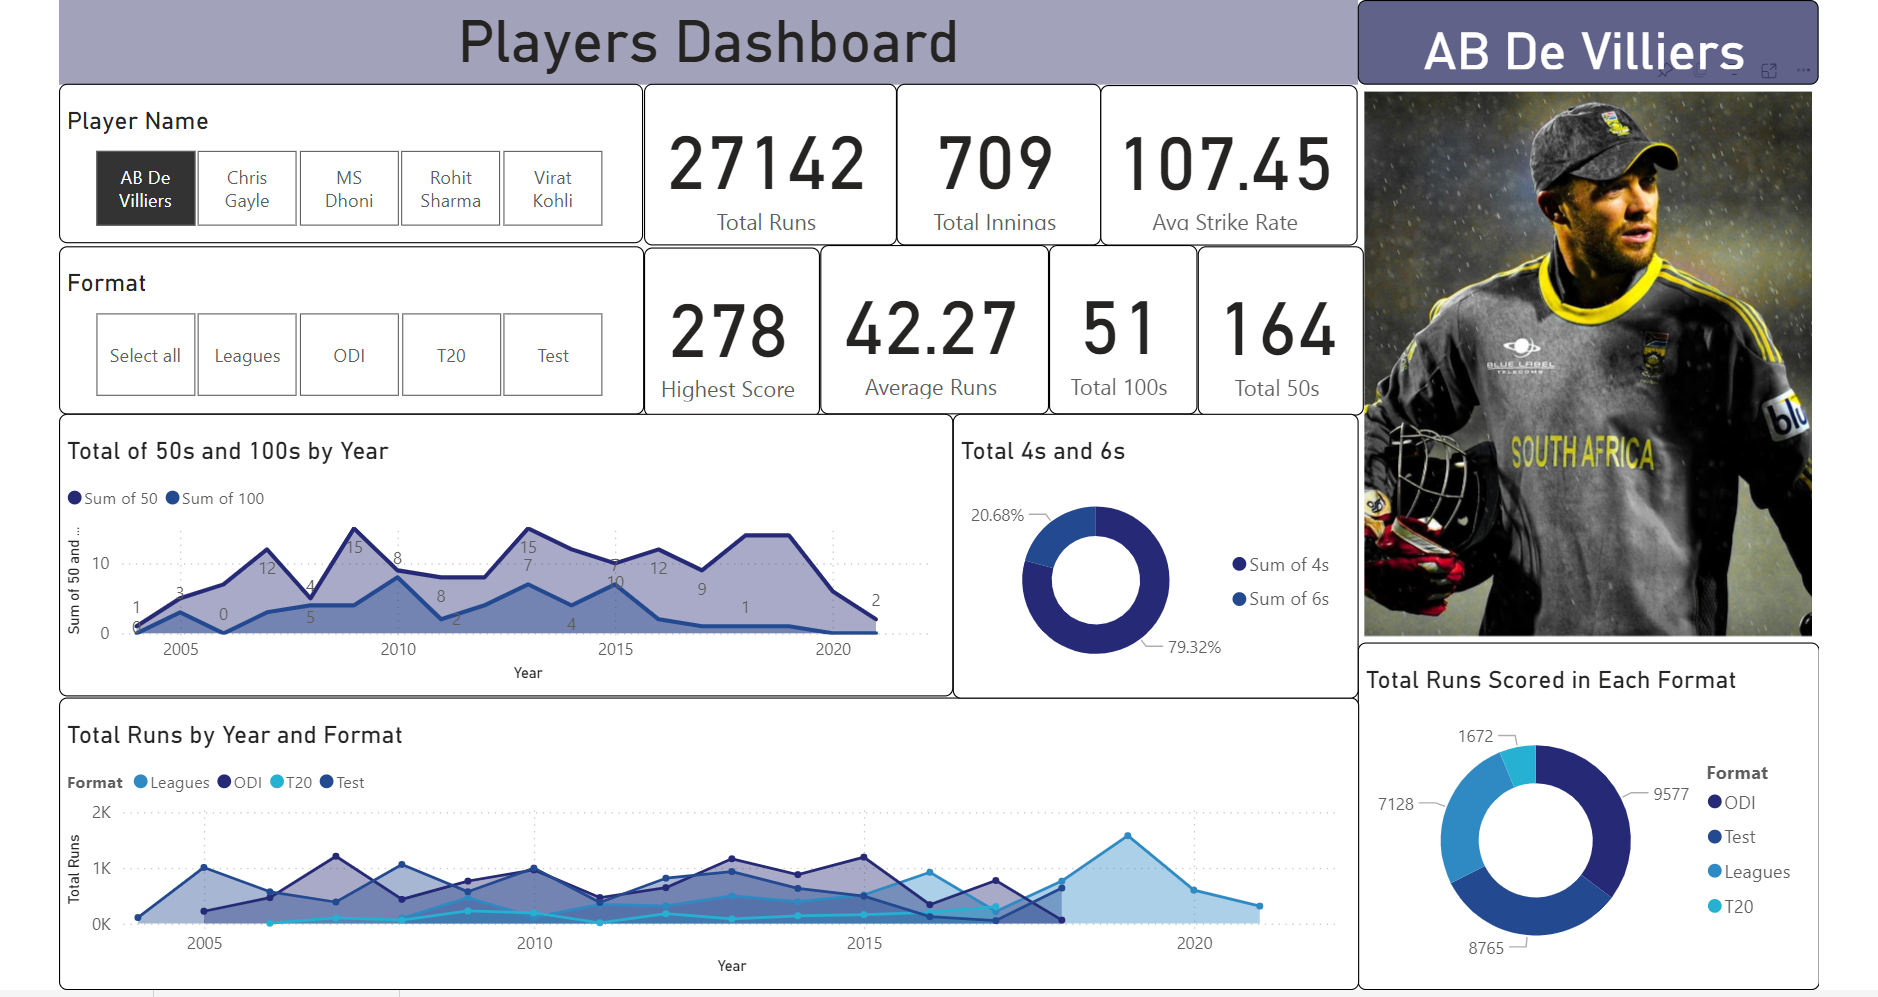 Players Dashboard
AB De Villiers
Player Name
AB De
Villiers
Chris
Gayle
MS
Dhoni
Rohit
Sharma
Virat
Kohli
27142
Total Runs
709
Total Innings
107.45
Avg Strike Rate
Format
Select all
Leagues
ODI
T20
Test
278
Highest Score
42.27
Average Runs
51
Total 100s
164
Total 50s
BLUE LABEL
TELECOMS
SOUTH AFRICA
Total of 50s and 100s by Year
Sum of 50 Sum of 100
Sum of 50 and ...
10
0
1
0
3
0
12
4
5
15
8
8
2
15
7
4
7
10
12
9
1
2
2005 2010 2015 2020
Year
Total 4s and 6s
20.68%
79.32%
Sum of 4s
Sum of 6s
Total Runs by Year and Format
Format Leagues ODI T20 Test
Total Runs
2K
1K
0K
2005 2010 2015 2020
Year
Total Runs Scored in Each Format
1672
7128
9577
8765
Format
ODI
Test
Leagues
T20